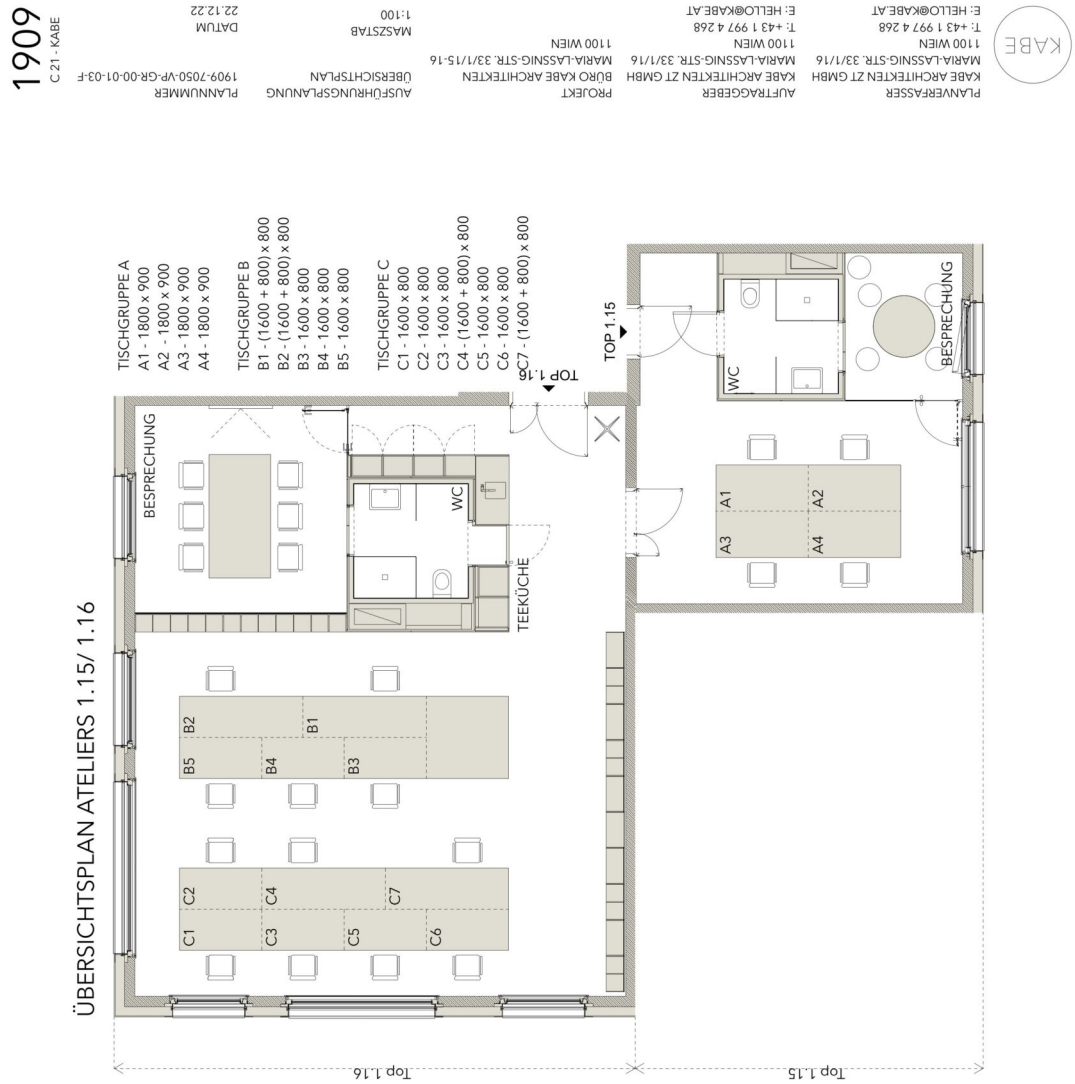 1909
C 21 - KABE
PLANNUMMER
1909-7050-VP-GR-00-01-03-F
DATUM
22.12.22
AUSFÜHRUNGSPLANUNG
ÜBERSICHTSPLAN
MASZSTAB
1:100
PROJEKT
BÜRO KABE ARCHITEKTEN
MARIA-LASSNIG-STR. 33/1/15-16
1100 WIEN
AUFTRAGGEBER
KABE ARCHITEKTEN ZT GMBH
MARIA-LASSNIG-STR. 33/1/16
1100 WIEN
T: +43 1 997 4 268
E: HELLO@KABE.AT
PLANVERFASSER
KABE ARCHITEKTEN ZT GMBH
MARIA-LASSNIG-STR. 33/1/16
1100 WIEN
T: +43 1 997 4 268
E: HELLO@KABE.AT
KABE
ÜBERSICHTSPLAN ATELIERS 1.15/ 1.16
TISCHGRUPPE A
A1 - 1800 x 900
A2 - 1800 x 900
A3 - 1800 x 900
A4 - 1800 x 900
TISCHGRUPPE B
B1 - (1600 + 800) x 800
B2 - (1600 + 800) x 800
B3 - 1600 x 800
B4 - 1600 x 800
B5 - 1600 x 800
TISCHGRUPPE C
C1 - 1600 x 800
C2 - 1600 x 800
C3 - 1600 x 800
C4 - (1600 + 800) x 800
C5 - 1600 x 800
C6 - 1600 x 800
C7 - (1600 + 800) x 800
TOP 1.16
TOP 1.15
BESPRECHUNG
WC
TEEKÜCHE
WC
BESPRECHUNG
A1
A2
A3
A4
B2
B1
B5
B4
B3
C2
C4
C7
C1
C3
C5
C6
Top 1.16
Top 1.15